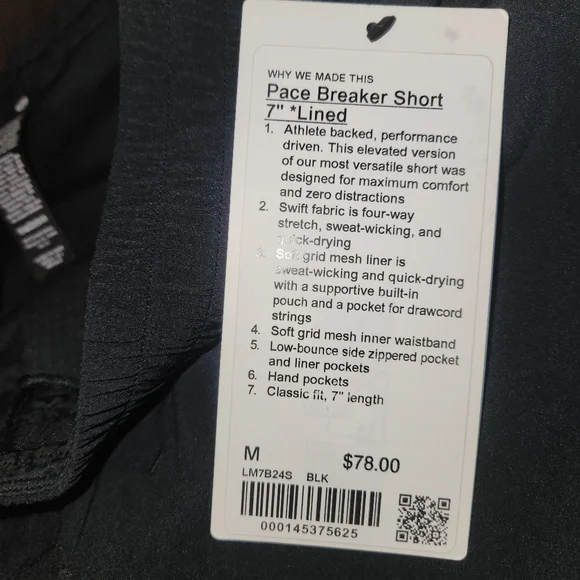 WHY WE MADE THIS
Pace Breaker Short
7" *Lined
1. Athlete backed, performance
driven. This elevated version
of our most versatile short was
designed for maximum comfort
and zero distractions
2. Swift fabric is four-way
stretch, sweat-wicking, and
quick-drying
3. Soft grid mesh liner is
sweat-wicking and quick-drying
with a supportive built-in
pouch and a pocket for drawcord
strings
4. Soft grid mesh inner waistband
5. Low-bounce side zippered pocket
and liner pockets
6. Hand pockets
7. Classic fit, 7" length
M $78.00
LM7B24S BLK
000145375625